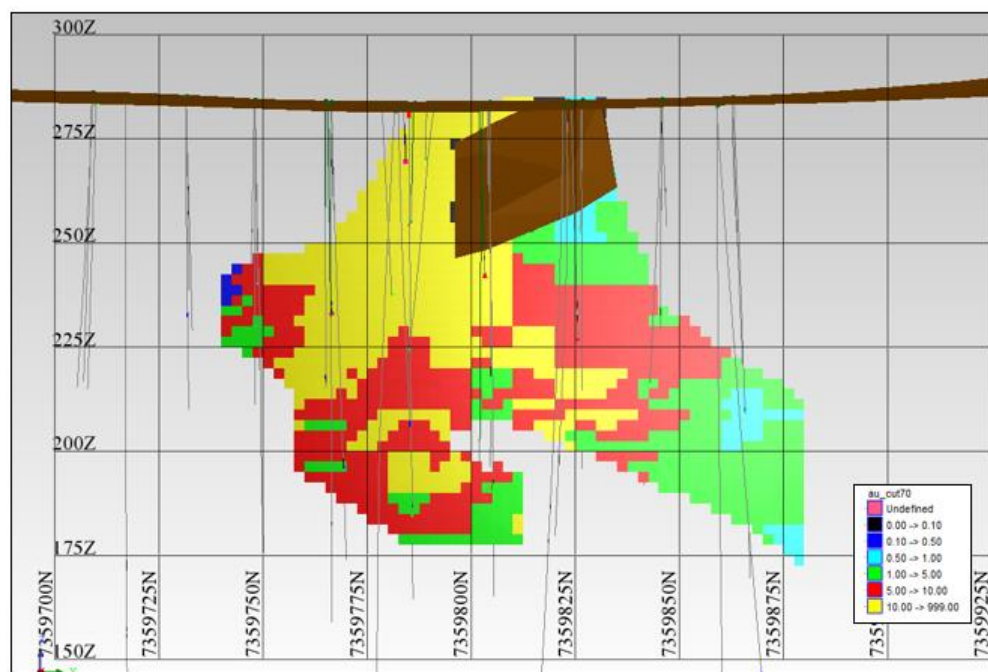 300Z
275Z
250Z
225Z
200Z
175Z
150Z
7359700N
7359725N
7359750N
7359775N
7359800N
7359825N
7359850N
7359875N
7359925N
au_cut70
Undefined
0.00 -> 0.10
0.10 -> 0.50
0.50 -> 1.00
1.00 -> 5.00
5.00 -> 10.00
10.00 -> 999.00